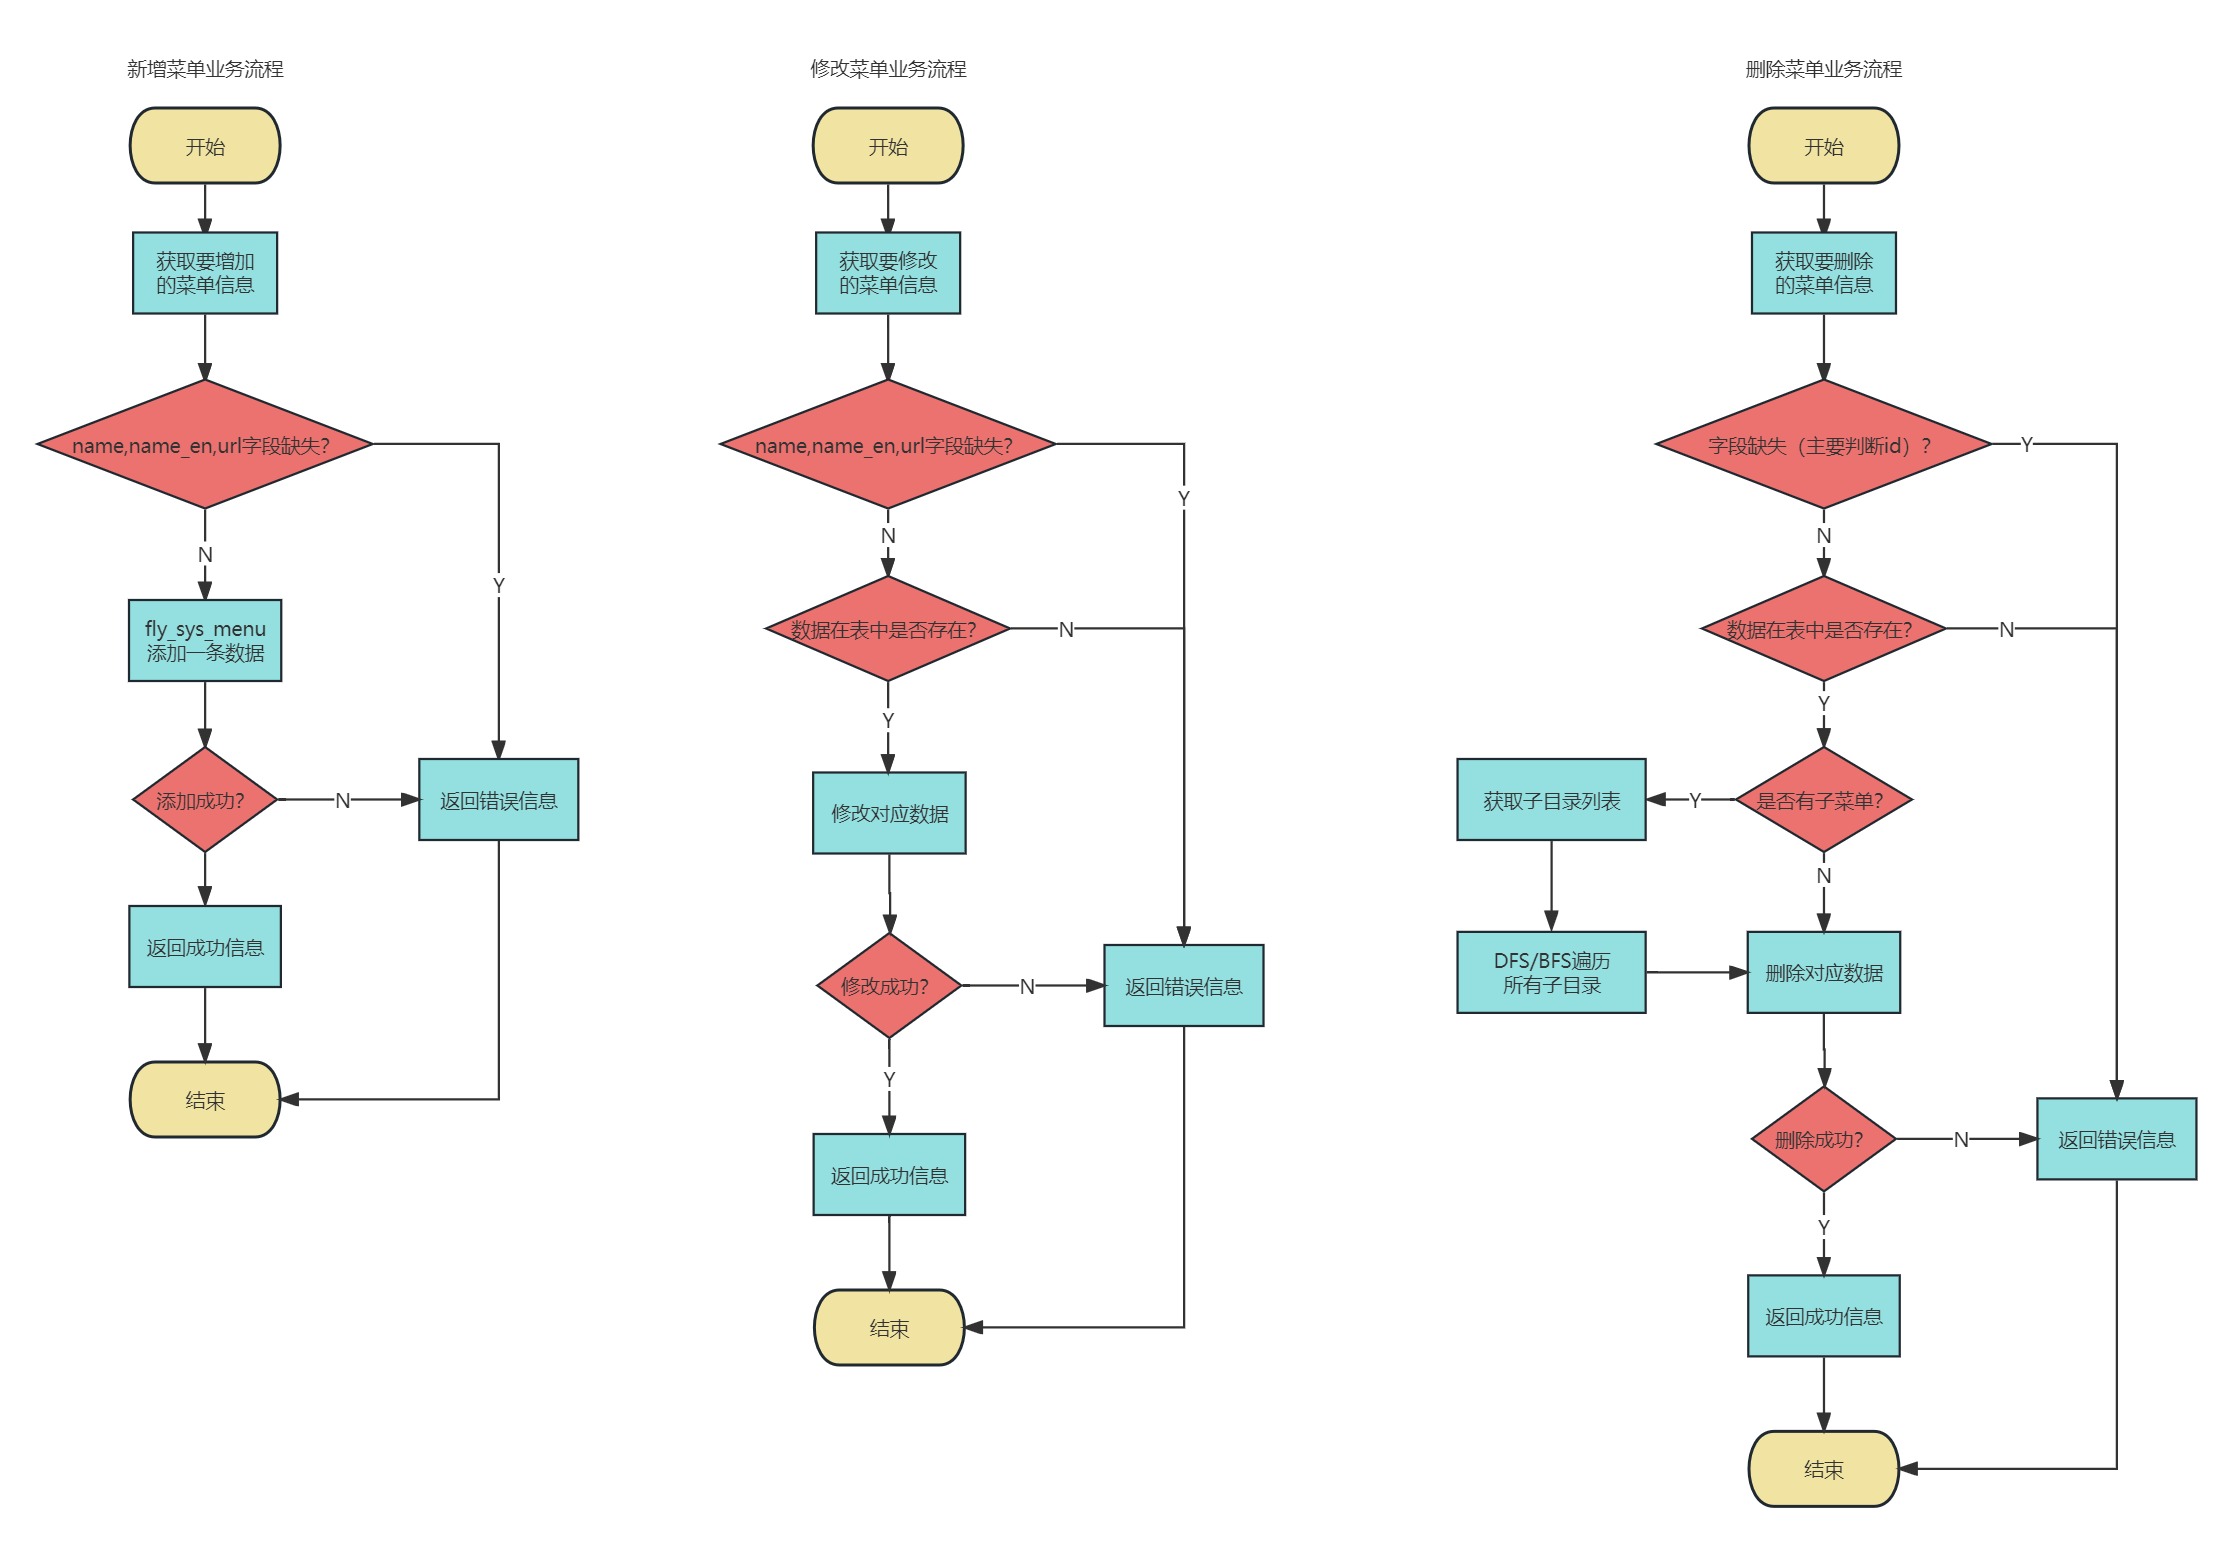 新增菜单业务流程
开始
获取要增加
的菜单信息
name,name_en,url字段缺失?
N
Y
fly_sys_menu
添加一条数据
添加成功?
N
返回错误信息
返回成功信息
结束
修改菜单业务流程
开始
获取要修改
的菜单信息
name,name_en,url字段缺失?
Y
N
数据在表中是否存在?
N
Y
修改对应数据
修改成功?
N
返回错误信息
Y
返回成功信息
结束
删除菜单业务流程
开始
获取要删除
的菜单信息
字段缺失（主要判断id）?
Y
N
数据在表中是否存在?
N
Y
是否有子菜单?
Y
获取子目录列表
N
DFS/BFS遍历
所有子目录
删除对应数据
删除成功?
N
返回错误信息
Y
返回成功信息
结束